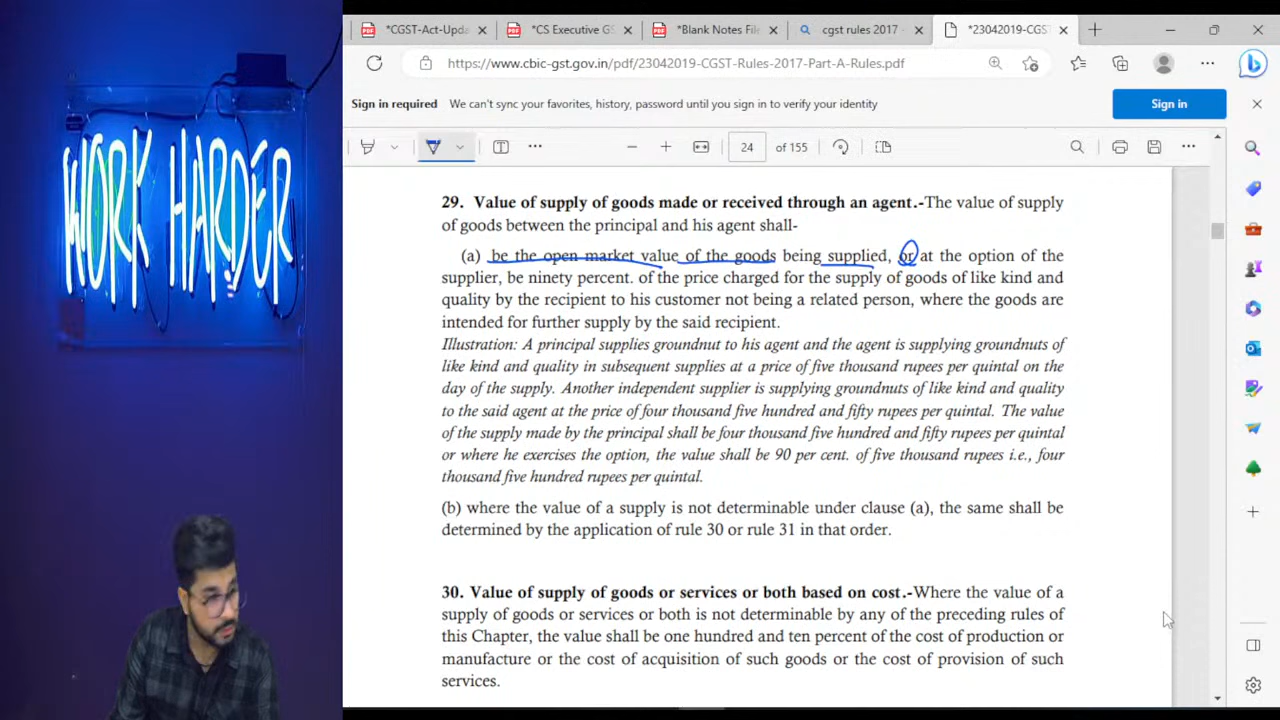 WORK HARDER
*CGST-Act-Upda
*CS Executive G
*Blank Notes File
cgst rules 2017 -
*23042019-CGST
https://www.cbic-gst.gov.in/pdf/23042019-CGST-Rules-2017-Part-A-Rules.pdf
Sign in required We can't sync your favorites, history, password until you sign in to verify your identity
Sign in
24 of 155
29. Value of supply of goods made or received through an agent.-The value of supply
of goods between the principal and his agent shall-
(a) be the open market value of the goods being supplied, or at the option of the
supplier, be ninety percent. of the price charged for the supply of goods of like kind and
quality by the recipient to his customer not being a related person, where the goods are
intended for further supply by the said recipient.
Illustration: A principal supplies groundnut to his agent and the agent is supplying groundnuts of
like kind and quality in subsequent supplies at a price of five thousand rupees per quintal on the
day of the supply. Another independent supplier is supplying groundnuts of like kind and quality
to the said agent at the price of four thousand five hundred and fifty rupees per quintal. The value
of the supply made by the principal shall be four thousand five hundred and fifty rupees per quintal
or where he exercises the option, the value shall be 90 per cent. of five thousand rupees i.e., four
thousand five hundred rupees per quintal.
(b) where the value of a supply is not determinable under clause (a), the same shall be
determined by the application of rule 30 or rule 31 in that order.
30. Value of supply of goods or services or both based on cost.-Where the value of a
supply of goods or services or both is not determinable by any of the preceding rules of
this Chapter, the value shall be one hundred and ten percent of the cost of production or
manufacture or the cost of acquisition of such goods or the cost of provision of such
services.